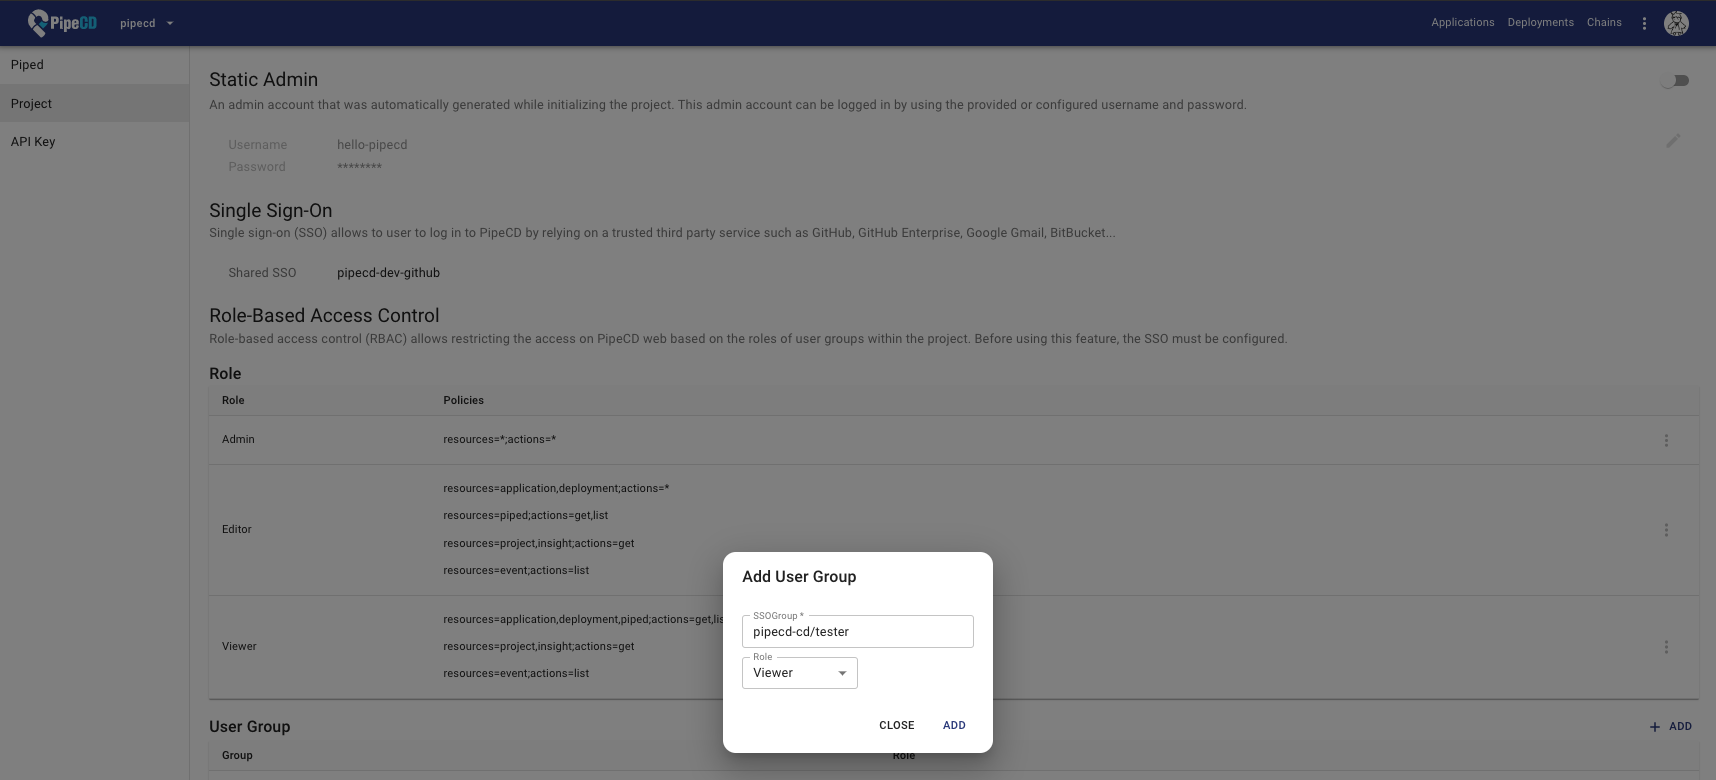 PipeCD pipecd Applications Deployments Chains
Piped
Project
API Key
Static Admin
An admin account that was automatically generated while initializing the project. This admin account can be logged in by using the provided or configured username and password.
Username hello-pipecd
Password ********
Single Sign-On
Single sign-on (SSO) allows to user to log in to PipeCD by relying on a trusted third party service such as GitHub, GitHub Enterprise, Google Gmail, BitBucket...
Shared SSO pipecd-dev-github
Role-Based Access Control
Role-based access control (RBAC) allows restricting the access on PipeCD web based on the roles of user groups within the project. Before using this feature, the SSO must be configured.
Role
Role Policies
Admin resources=*;actions=*
Editor
resources=application,deployment;actions=*
resources=piped;actions=get,list
resources=project,insight;actions=get
resources=event;actions=list
Viewer
resources=application,deployment,piped;actions=get,lis
resources=project,insight;actions=get
resources=event;actions=list
User Group + ADD
Group Role
Add User Group
SSOGroup *
pipecd-cd/tester
Role
Viewer
CLOSE ADD